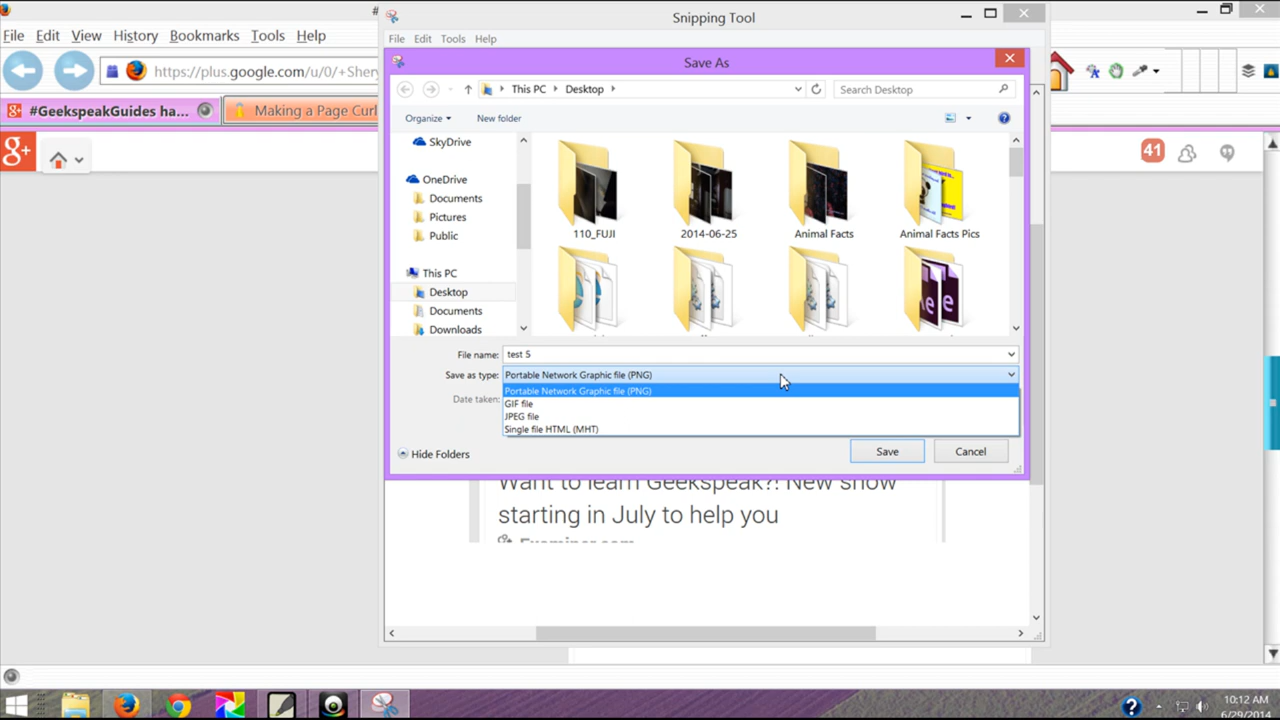 #
Snipping Tool
File Edit View History Bookmarks Tools Help
File Edit Tools Help
Save As
https://plus.google.com/u/0/+Shery
This PC Desktop
Search Desktop
#GeekspeakGuides ha...
Making a Page Curl
Organize
New folder
g+
41
SkyDrive
OneDrive
Documents
Pictures
Public
This PC
Desktop
Documents
Downloads
110_FUJI
2014-06-25
Animal Facts
Animal Facts Pics
Ae
File name: test 5
Save as type: Portable Network Graphic file (PNG)
Portable Network Graphic file (PNG)
Date taken:
GIF file
JPEG file
Single file HTML (MHT)
Hide Folders
Save
Cancel
Want to learn Geekspeak?! New show
starting in July to help you
Examiner.com
10:12 AM
6/29/2014